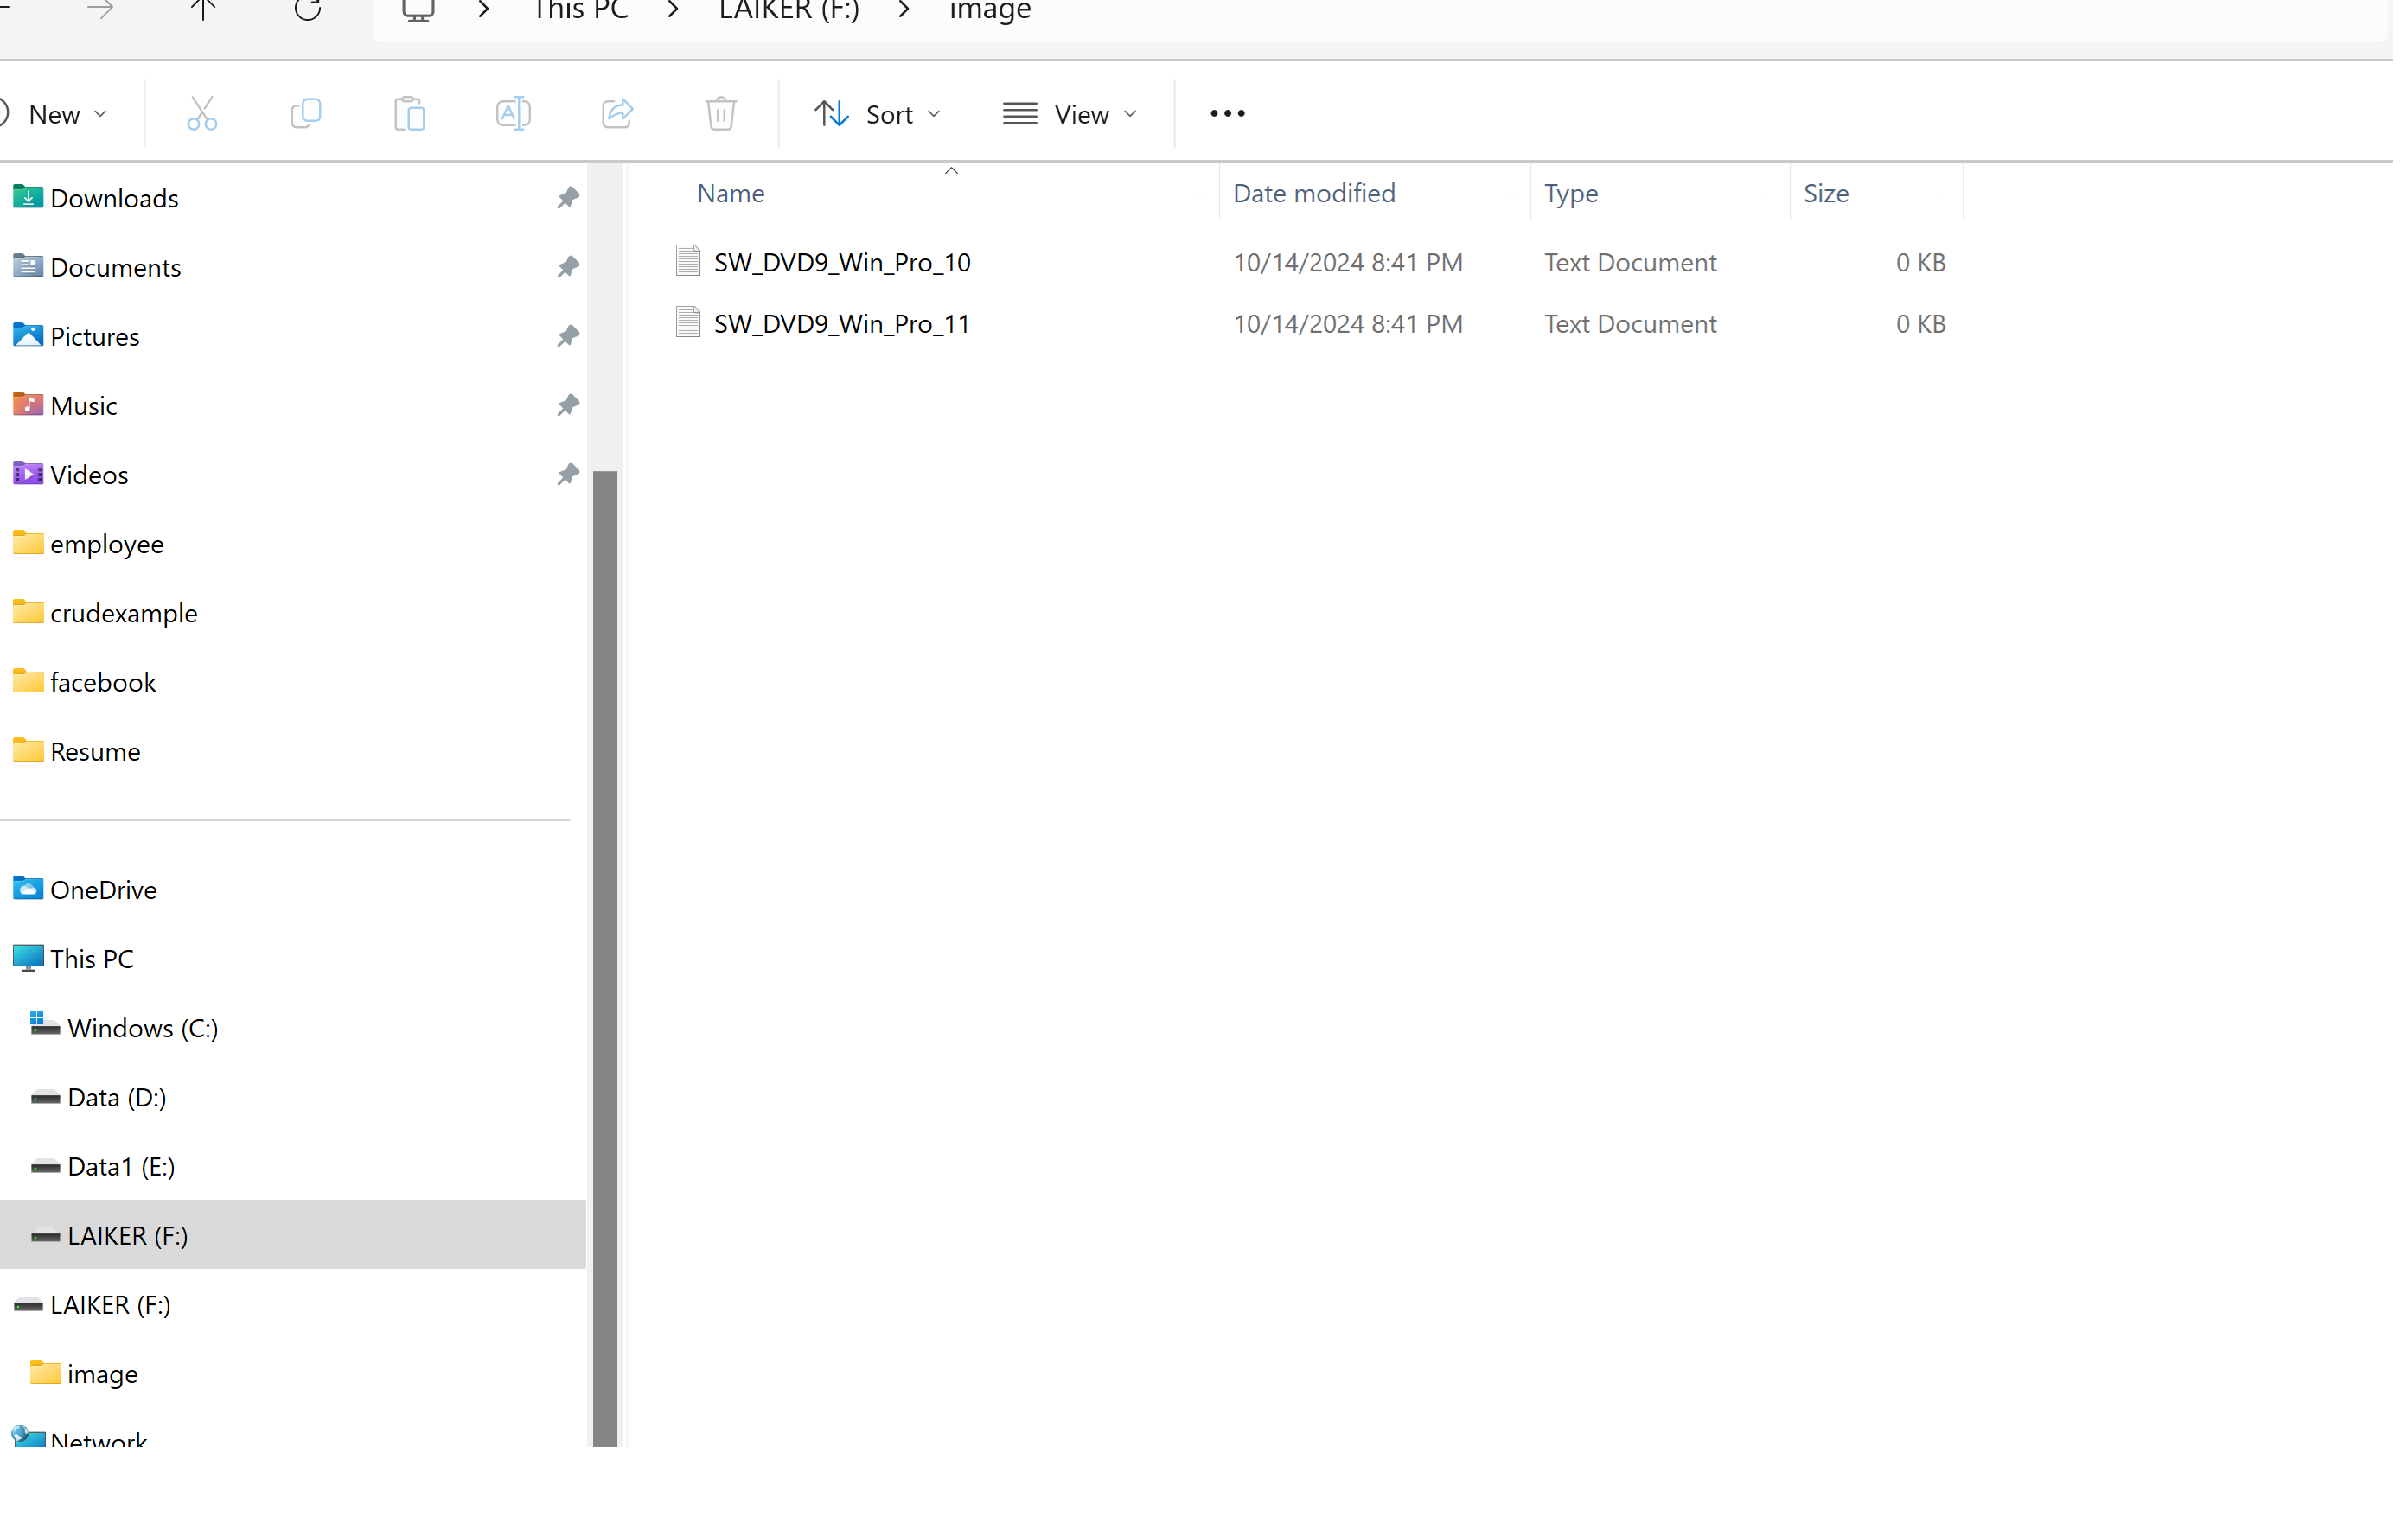 This PC > LAIKER (F:) > image
New
Sort
View
Name
Date modified
Type
Size
SW_DVD9_Win_Pro_10 10/14/2024 8:41 PM Text Document 0 KB
SW_DVD9_Win_Pro_11 10/14/2024 8:41 PM Text Document 0 KB
Downloads
Documents
Pictures
Music
Videos
employee
crudexample
facebook
Resume
OneDrive
This PC
Windows (C:)
Data (D:)
Data1 (E:)
LAIKER (F:)
LAIKER (F:)
image
Network